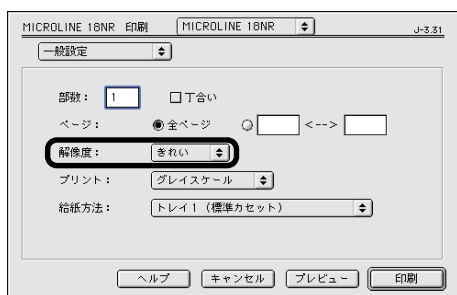 MICROLINE 18NR 印刷 MICROLINE 18NR J-3.31
一般設定
部数： 1 丁合い
ページ： 全ページ <-->
解像度： きれい
プリント： グレイスケール
給紙方法： トレイ1（標準カセット）
ヘルプ キャンセル プレビュー 印刷